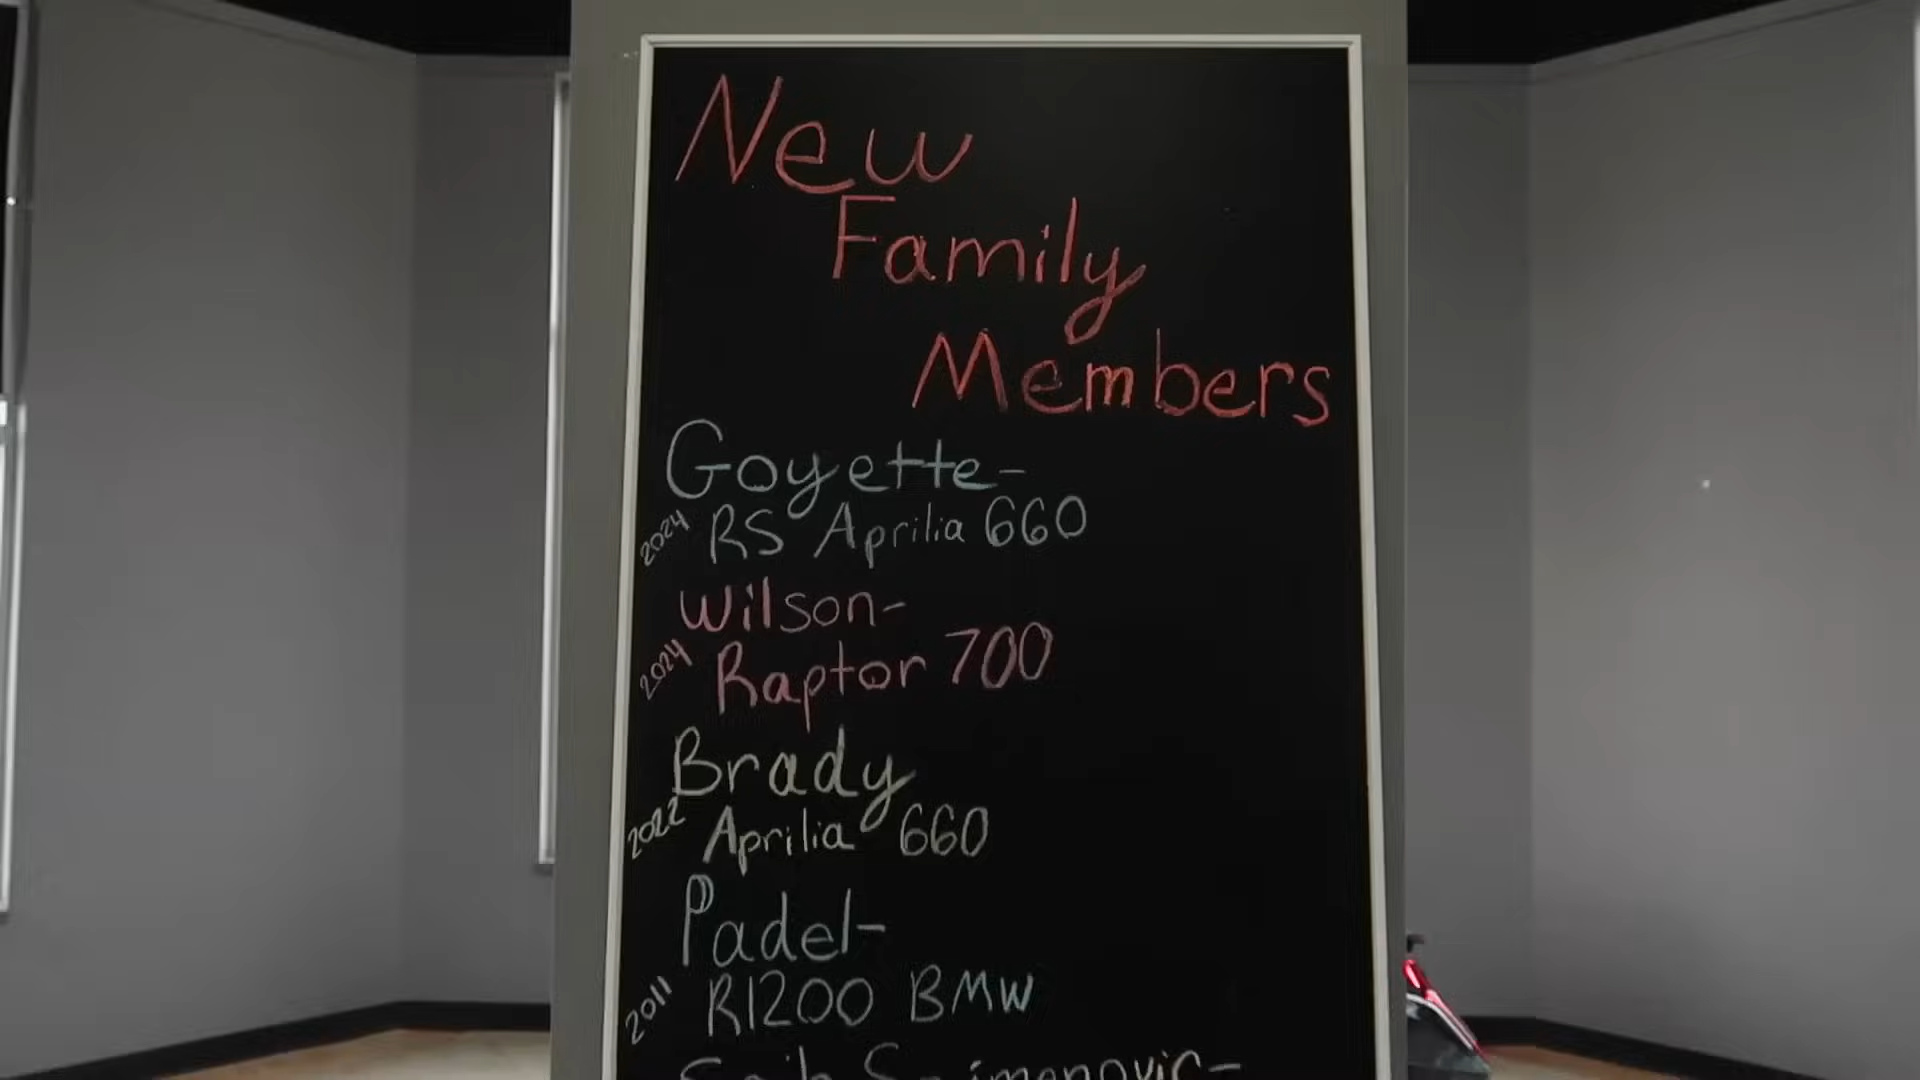 New
Family
Members
Goyette-
2024 RS Aprilia 660
Wilson-
2024 Raptor 700
Brady
2022 Aprilia 660
Padel-
2011 R1200 BMW